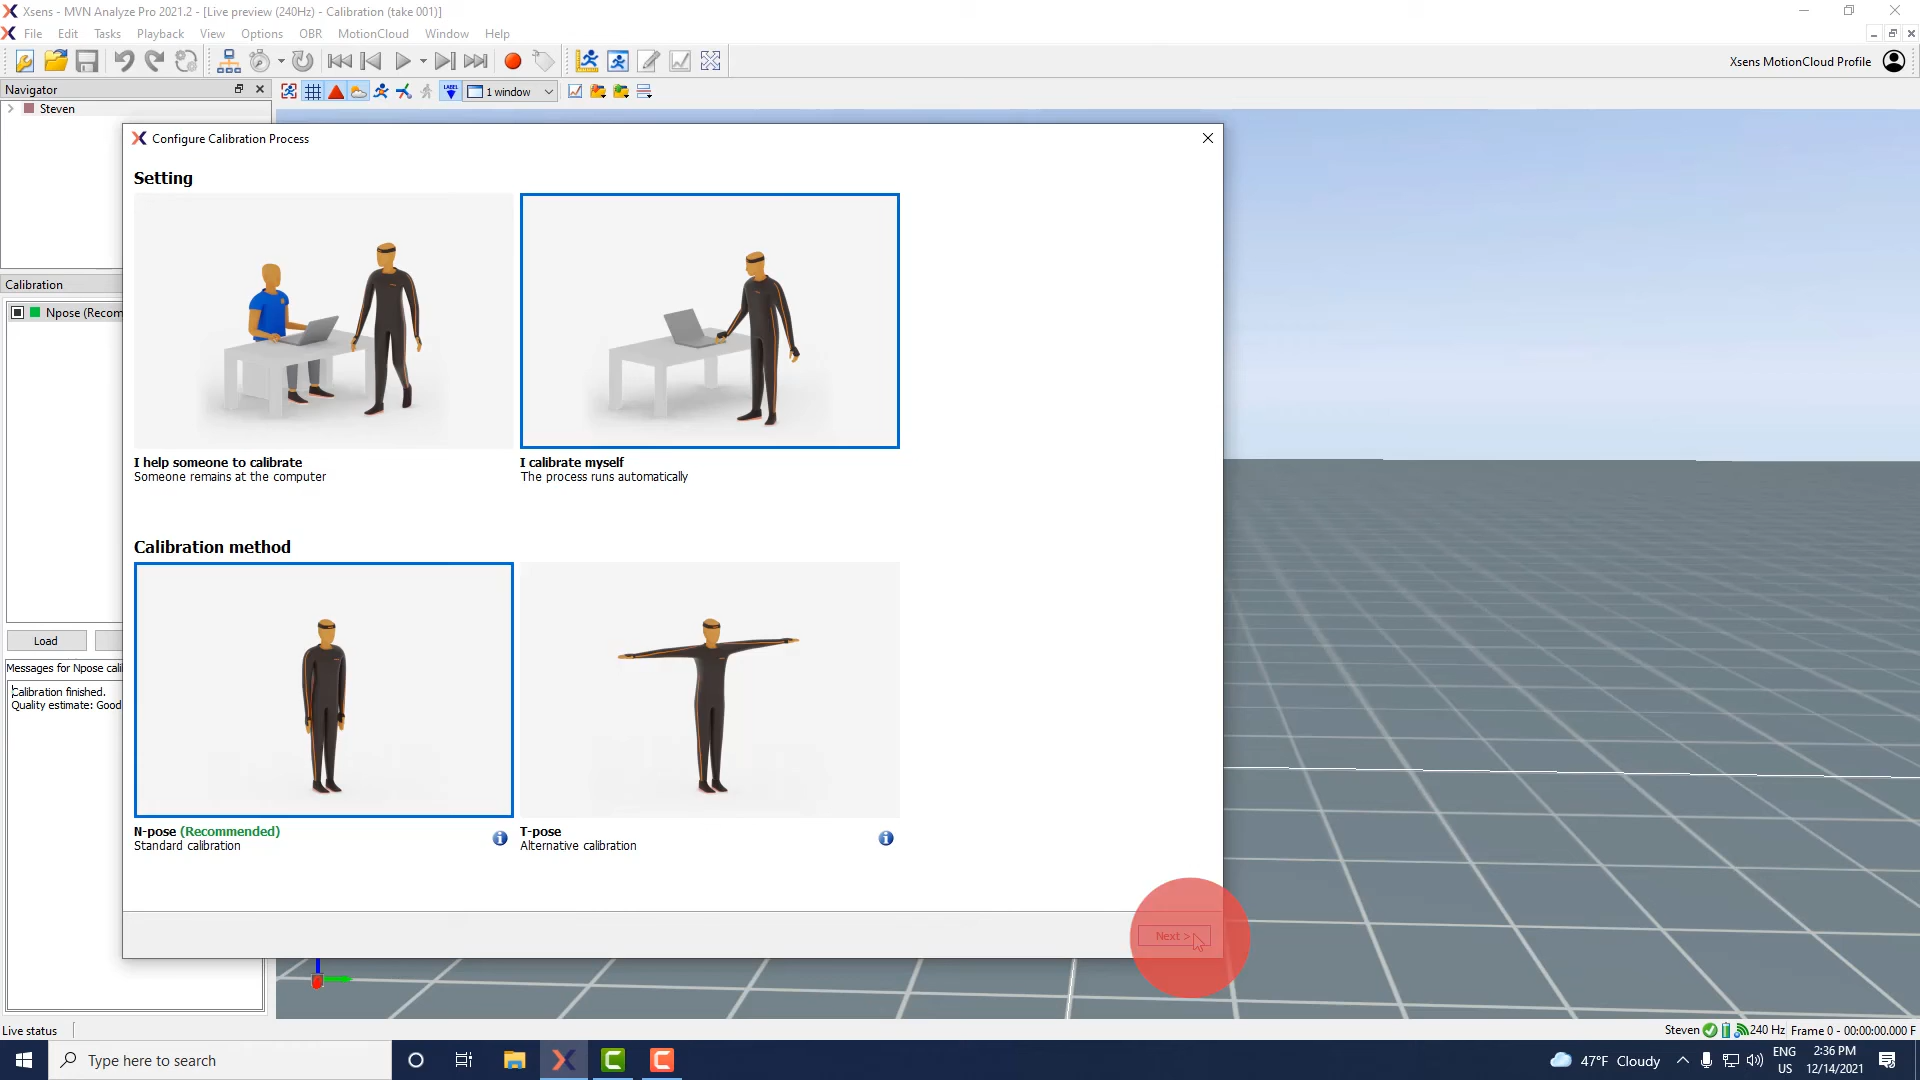 Xsens - MVN Analyze Pro 2021.2 - [Live preview (240Hz) - Calibration (take 001)]
File Edit Tasks Playback View Options OBR MotionCloud Window Help
Xsens MotionCloud Profile
Navigator
LABEL
1 window
Steven
Configure Calibration Process
Setting
Calibration
Npose (Recom
I help someone to calibrate
Someone remains at the computer
I calibrate myself
The process runs automatically
Calibration method
Load
Messages for Npose cali
Calibration finished.
Quality estimate: Good
N-pose (Recommended)
Standard calibration
T-pose
Alternative calibration
Next >
Live status
Steven 240 Hz Frame 0 - 00:00:00.000 F
Type here to search
47°F Cloudy
ENG
US
2:36 PM
12/14/2021